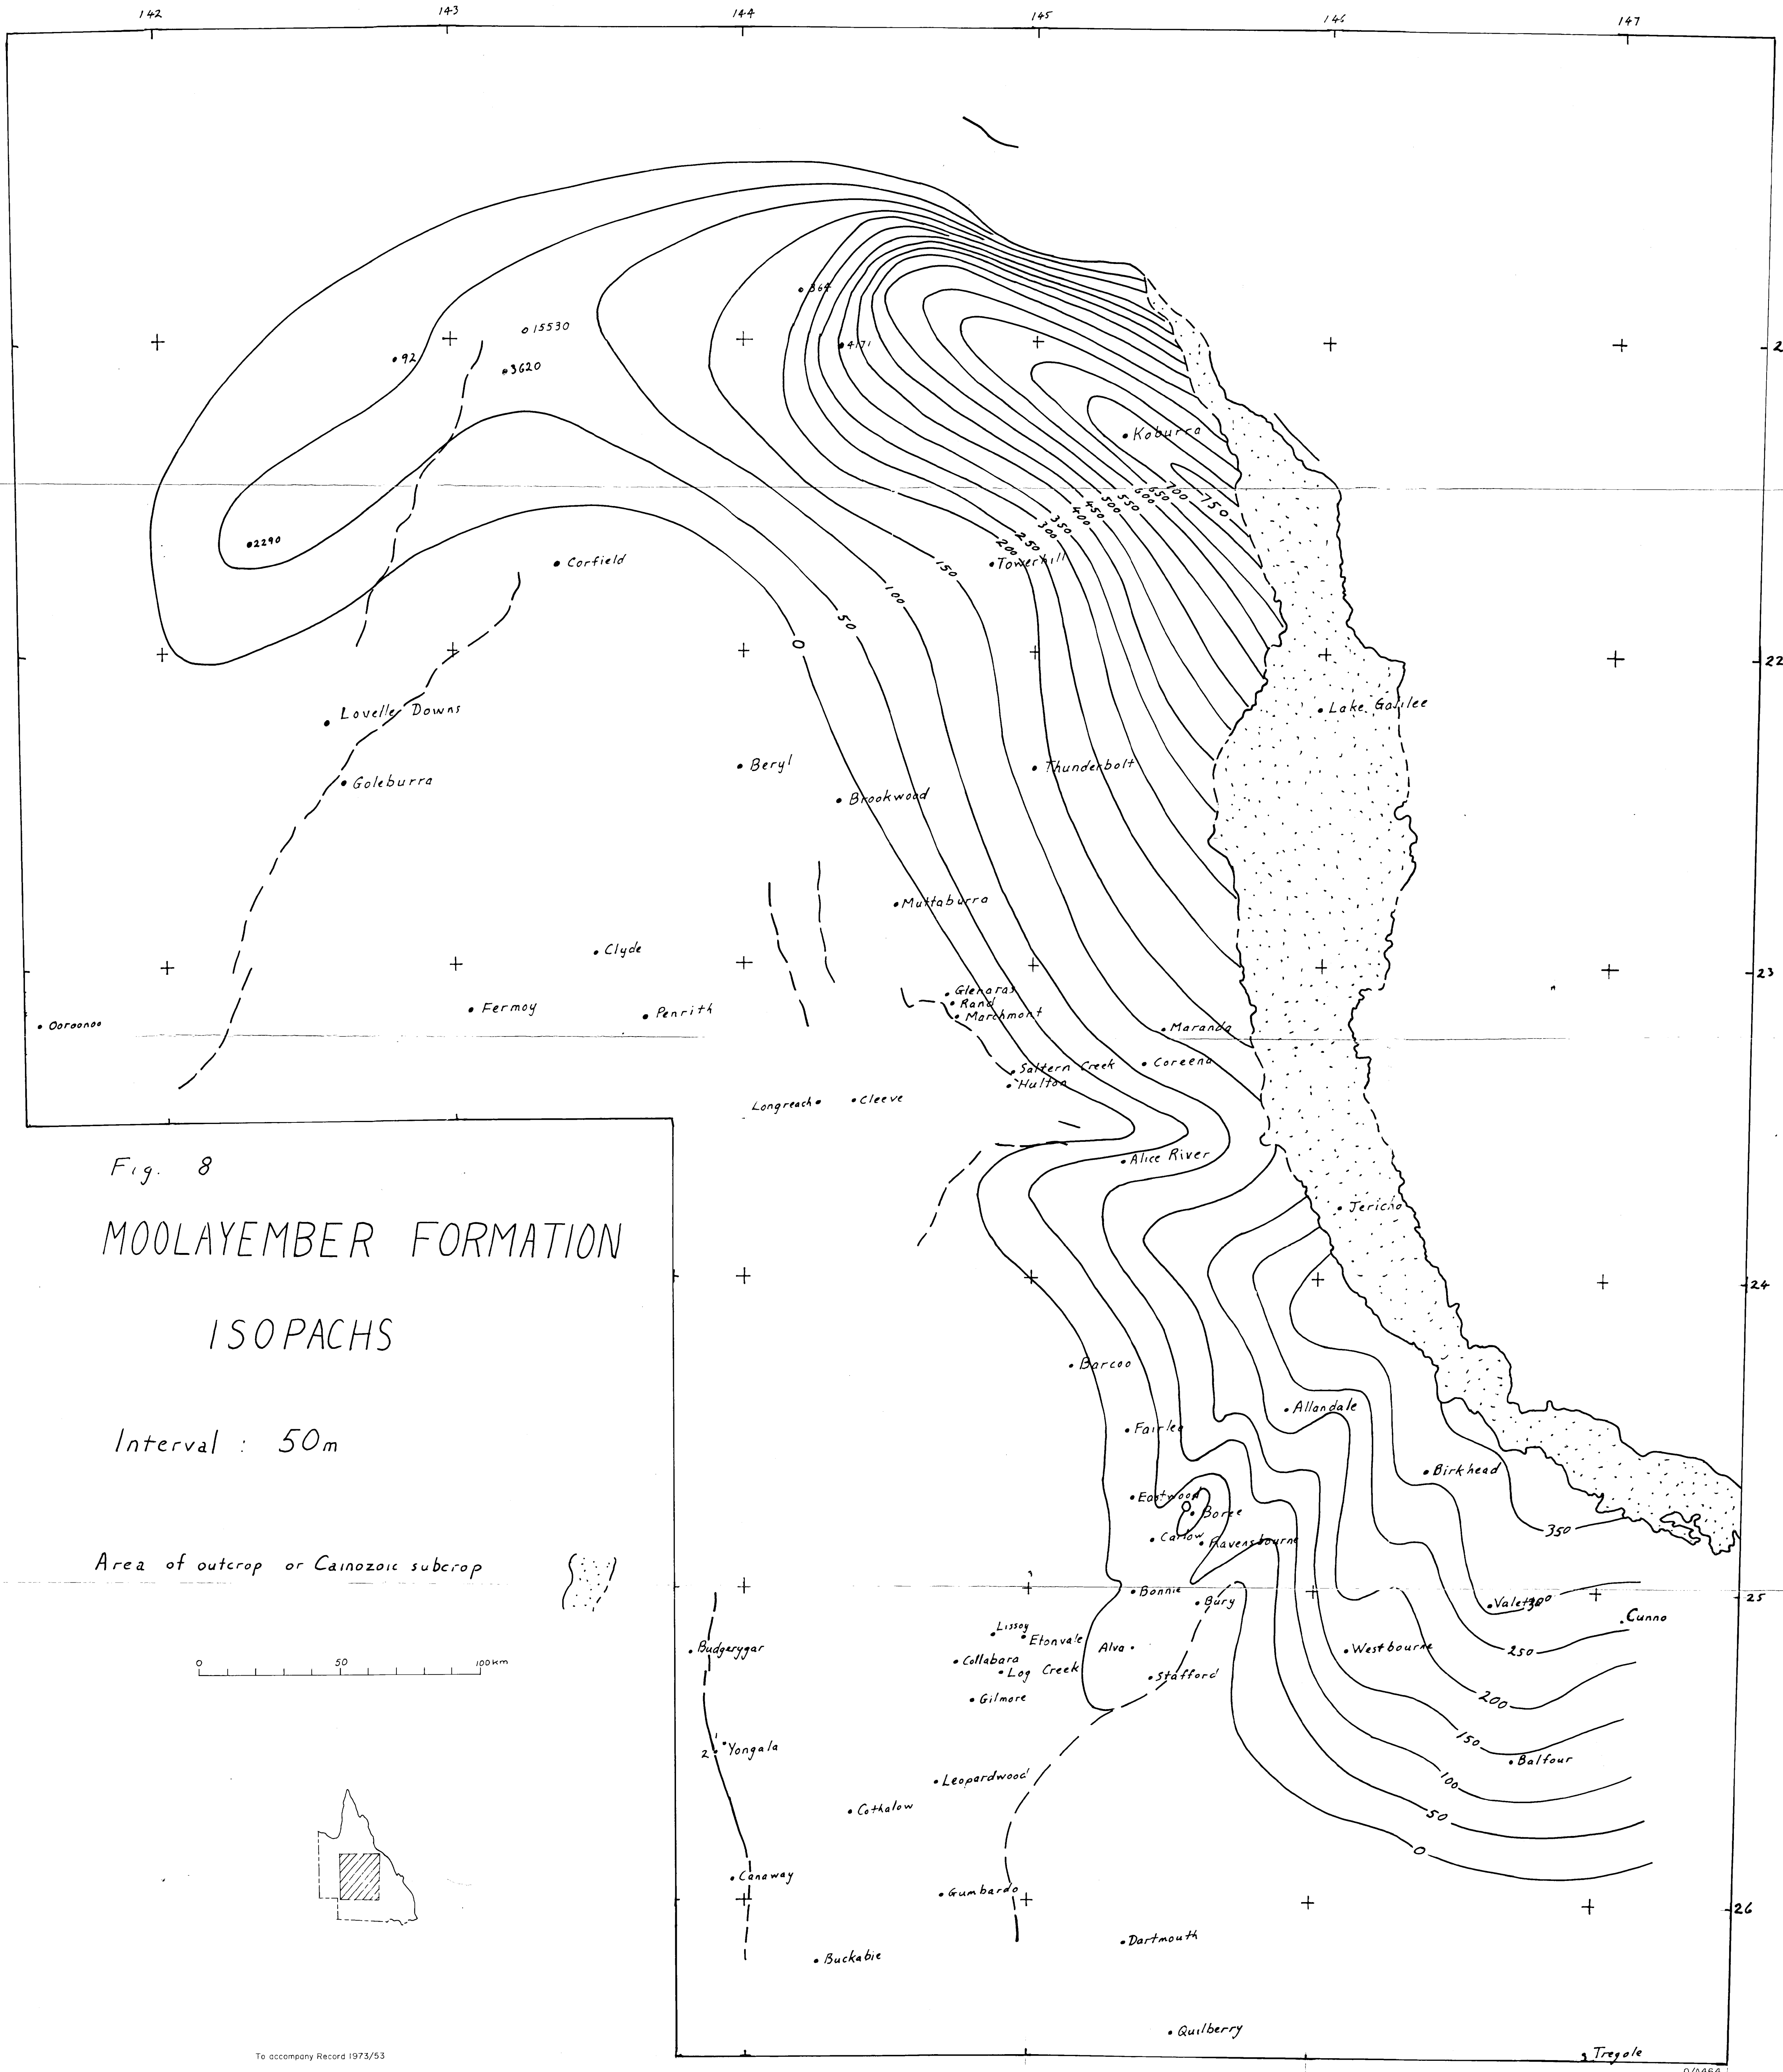 142 143 144 145 146 147
364
15530
4171
2
92
3620
Koburra
750
700
650
600
550
500
450
400
350
300
250
200
2290
Towerhill
Corfield
150
100
50
0
22
Lake Galilee
Lovelle Downs
Beryl
Thunderbolt
Goleburra
Brookwood
Muttaburra
Clyde
23
Glenaras
Rand
Marchmont
Fermoy
Penrith
Ooroonoo
Maranda
Coreena
Saltern Creek
Hulton
Longreach
Cleeve
Alice River
Fig. 8
Jericho
MOOLAYEMBER FORMATION
24
ISOPACHS
Barcoo
Allandale
Fairlea
Interval : 50m
Birkhead
Eastwood
Boree
350
Carlow
Ravensbourne
Area of outcrop or Cainozoic subcrop
Bonnie
25
Bury
Valetta
300
Cunno
Lissoy
Etonvale
Alva
Budgerygar
Westbourne
250
Collabara
Log Creek
Stafford
0 50 100km
Gilmore
200
150
1
2
Yongala
Balfour
Leopardwood
100
Cothalow
50
0
Canaway
Gumbardo
26
Dartmouth
Buckabie
Quilberry
To accompany Record 1973/53
Tregole